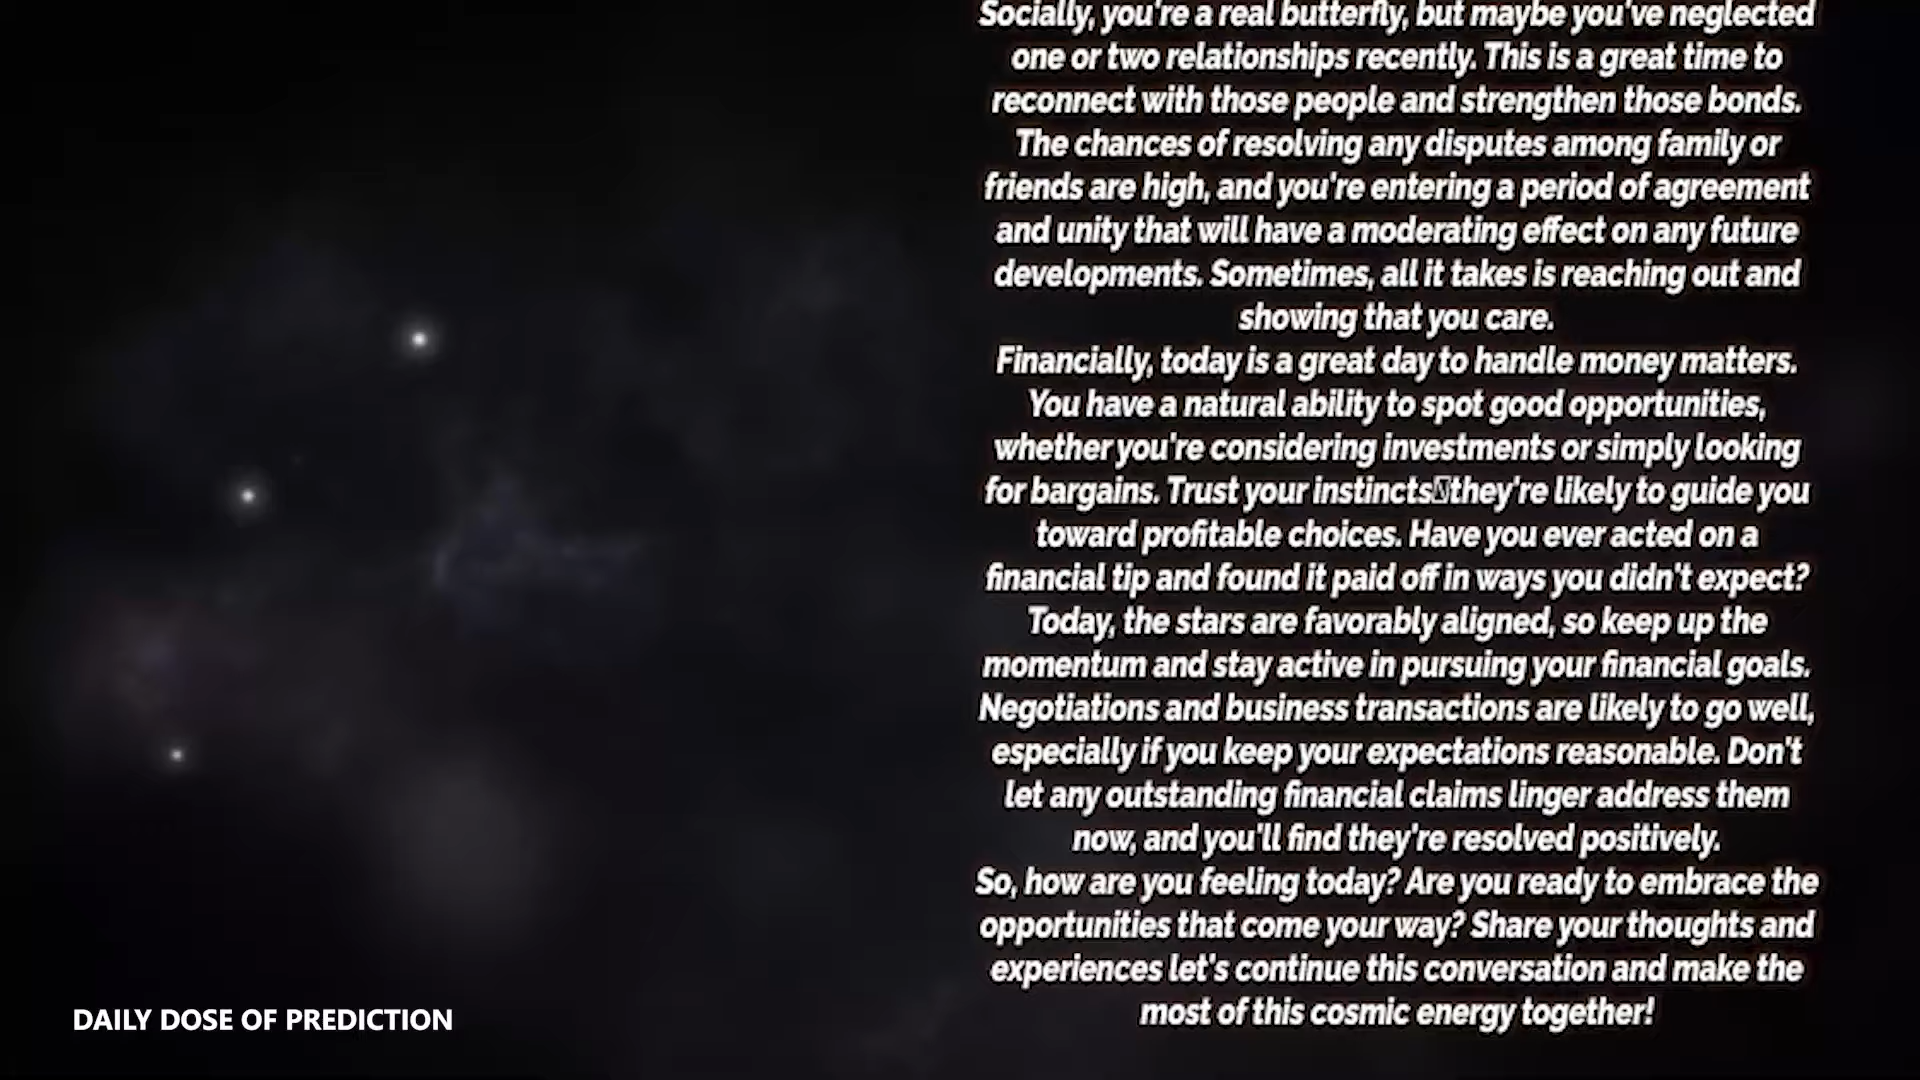 Socially, you're a real butterfly, but maybe you've neglected
one or two relationships recently. This is a great time to
reconnect with those people and strengthen those bonds.
The chances of resolving any disputes among family or
friends are high, and you're entering a period of agreement
and unity that will have a moderating effect on any future
developments. Sometimes, all it takes is reaching out and
showing that you care.
Financially, today is a great day to handle money matters.
You have a natural ability to spot good opportunities,
whether you're considering investments or simply looking
for bargains. Trust your instincts they're likely to guide you
toward profitable choices. Have you ever acted on a
financial tip and found it paid off in ways you didn't expect?
Today, the stars are favorably aligned, so keep up the
momentum and stay active in pursuing your financial goals.
Negotiations and business transactions are likely to go well,
especially if you keep your expectations reasonable. Don't
let any outstanding financial claims linger address them
now, and you'll find they're resolved positively.
So, how are you feeling today? Are you ready to embrace the
opportunities that come your way? Share your thoughts and
experiences let's continue this conversation and make the
most of this cosmic energy together!
DAILY DOSE OF PREDICTION